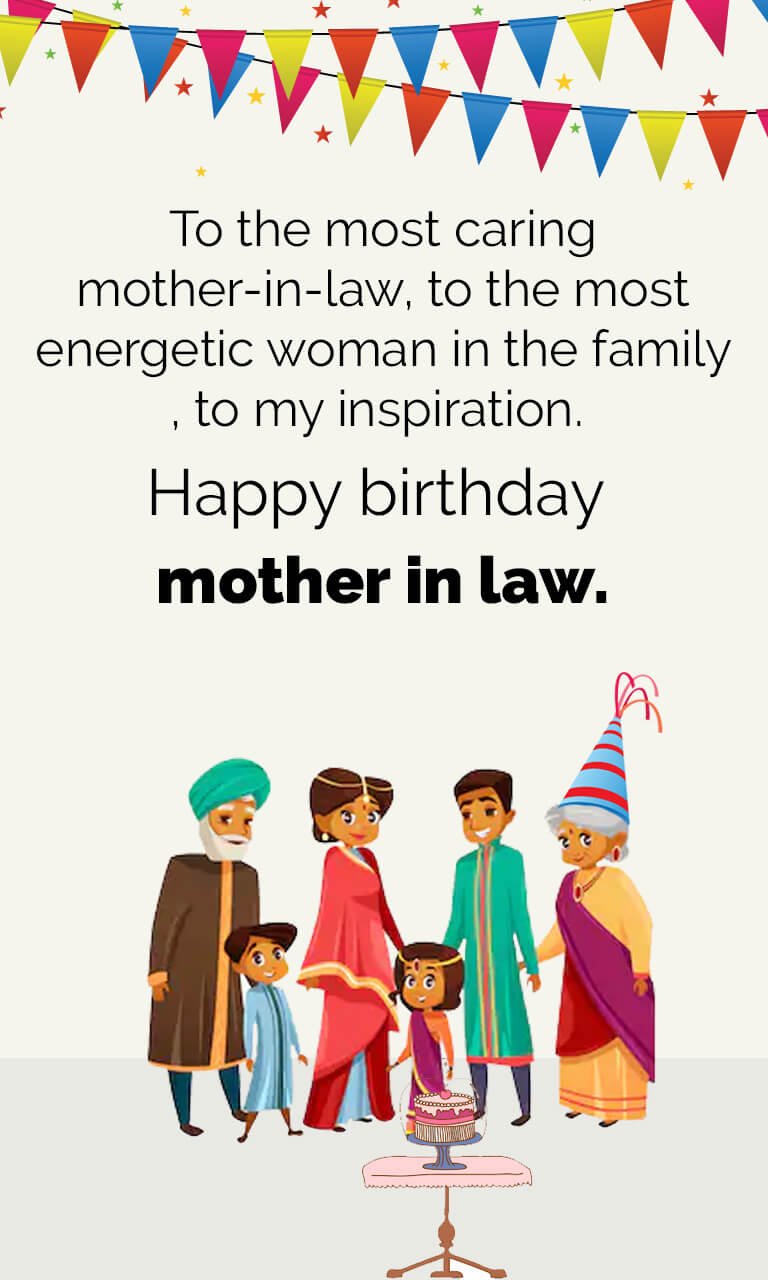 To the most caring
mother-in-law, to the most
energetic woman in the family
, to my inspiration.
Happy birthday
mother in law.